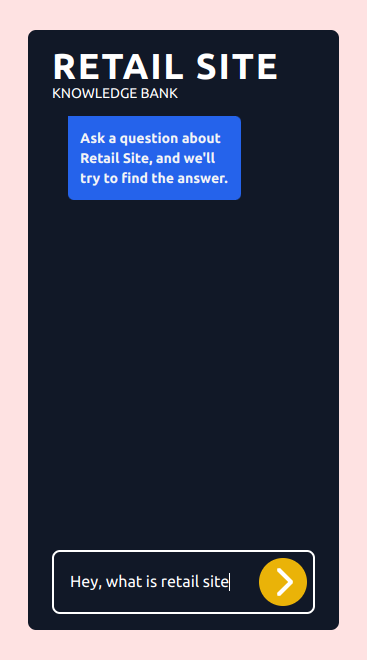 RETAIL SITE
KNOWLEDGE BANK
Ask a question about
Retail Site, and we'll
try to find the answer.
Hey, what is retail site